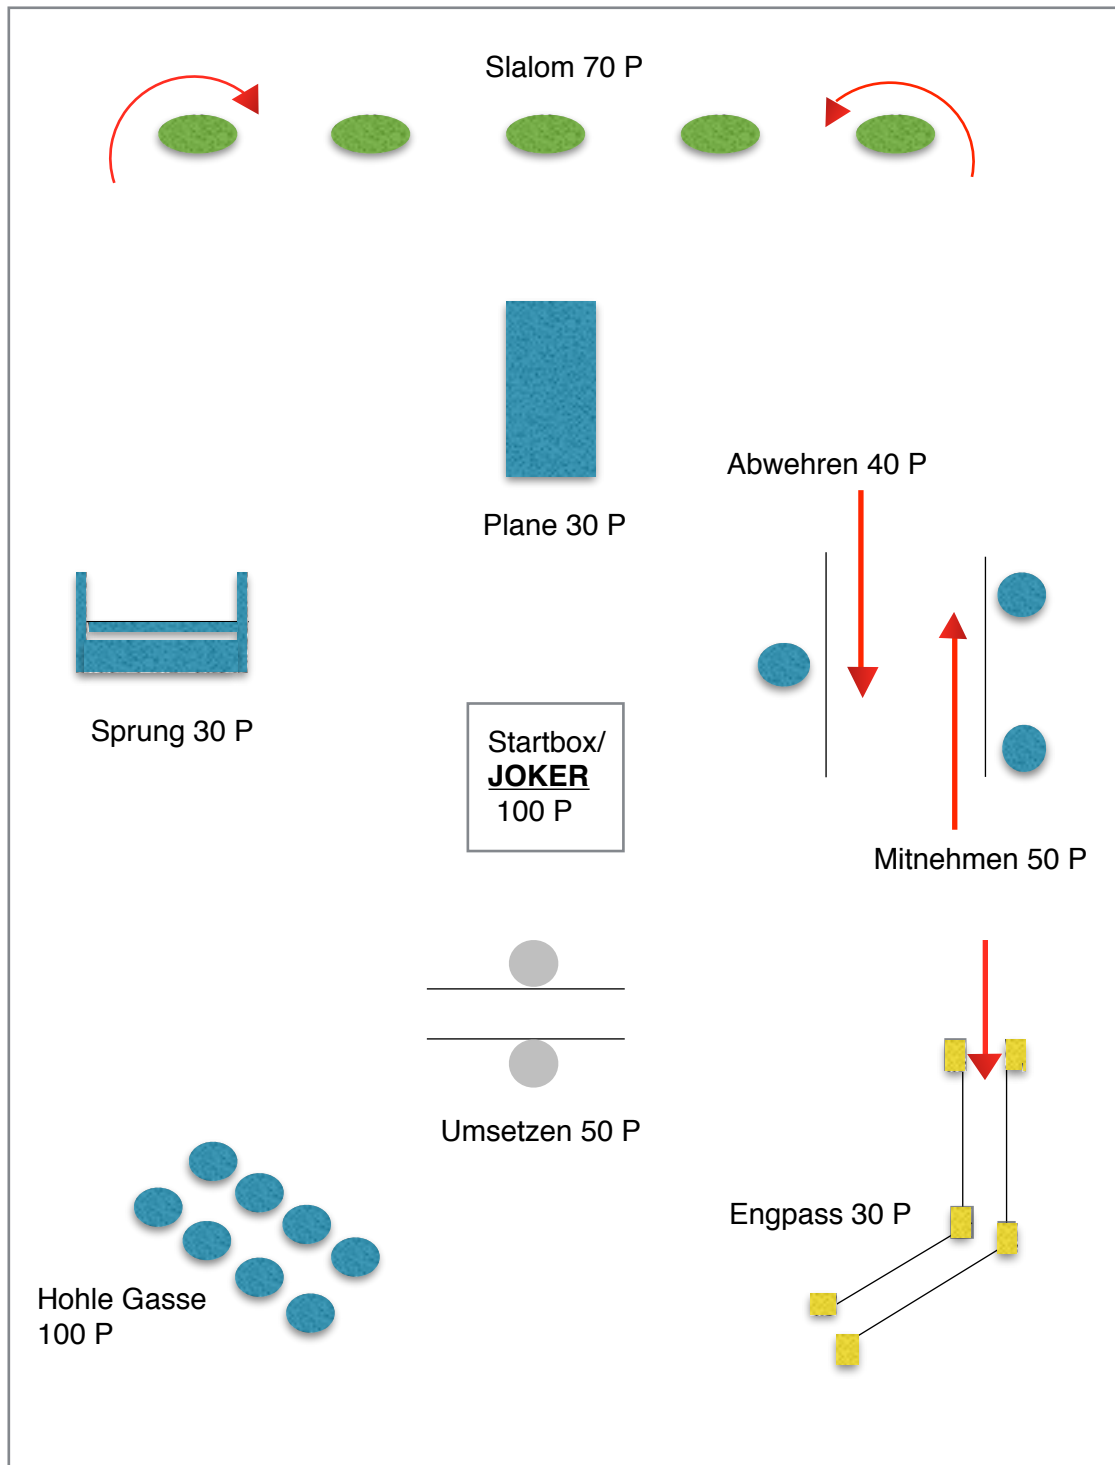 Slalom 70 P
Abwehren 40 P
Plane 30 P
Sprung 30 P
Startbox/
JOKER
100 P
Mitnehmen 50 P
Umsetzen 50 P
Engpass 30 P
Hohle Gasse
100 P